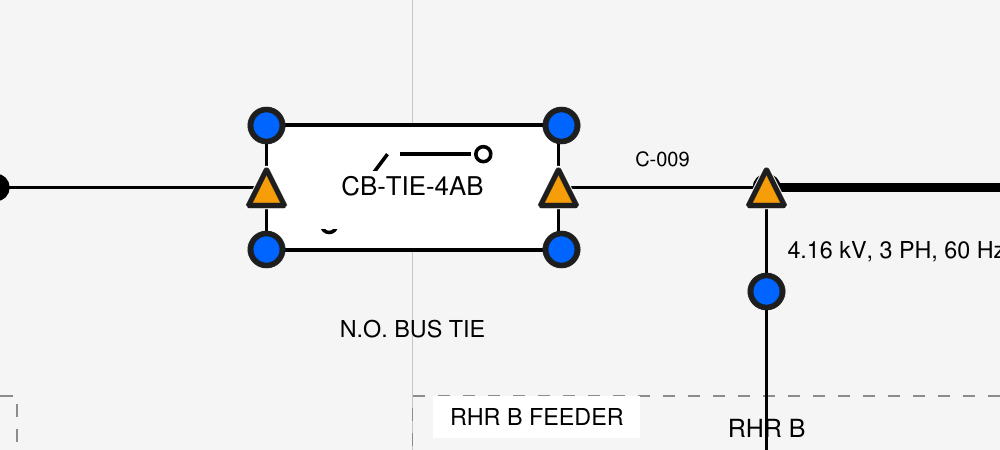 C-009
CB-TIE-4AB
4.16 kV, 3 PH, 60 Hz
N.O. BUS TIE
RHR B FEEDER
RHR B